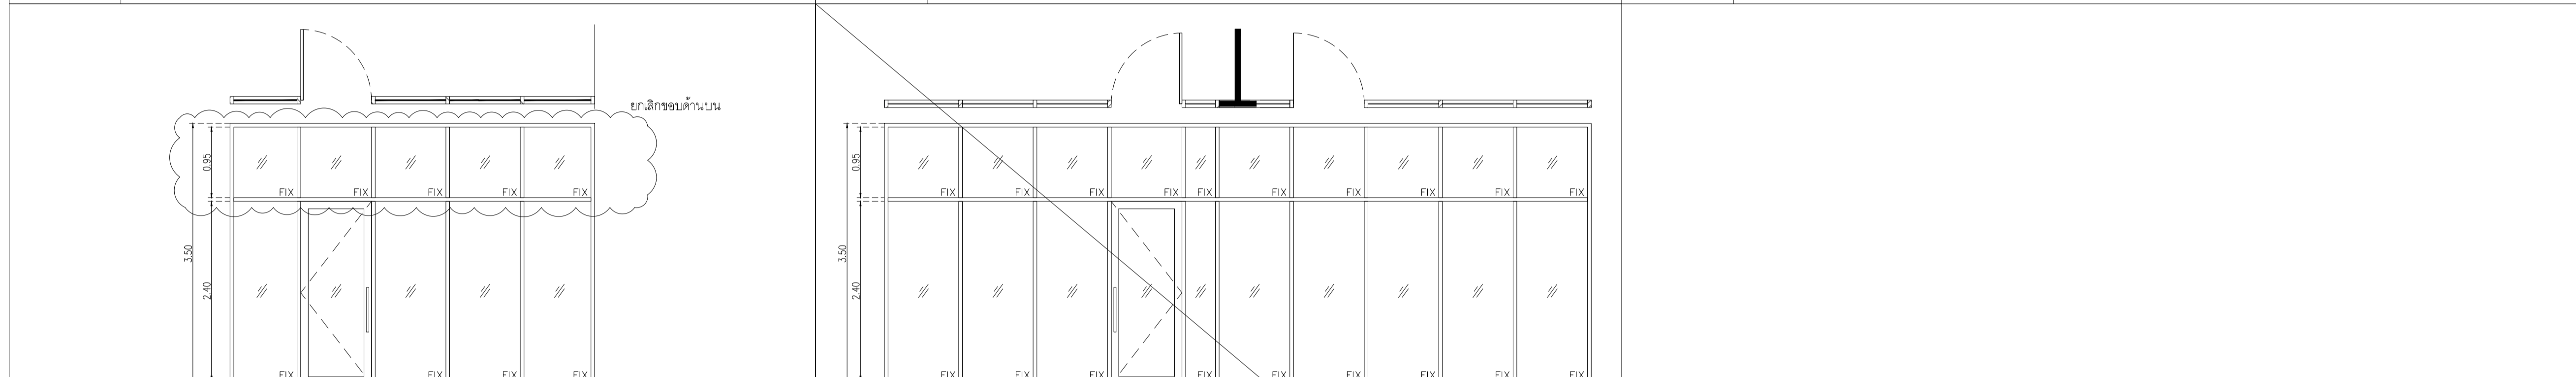 ยกเลิกขอบด้านบน
0.95
FIX FIX FIX FIX FIX
3.50
2.40
FIX FIX FIX FIX
0.95
FIX FIX FIX FIX FIX FIX FIX FIX FIX FIX
3.50
2.40
FIX FIX FIX FIX FIX FIX FIX FIX FIX